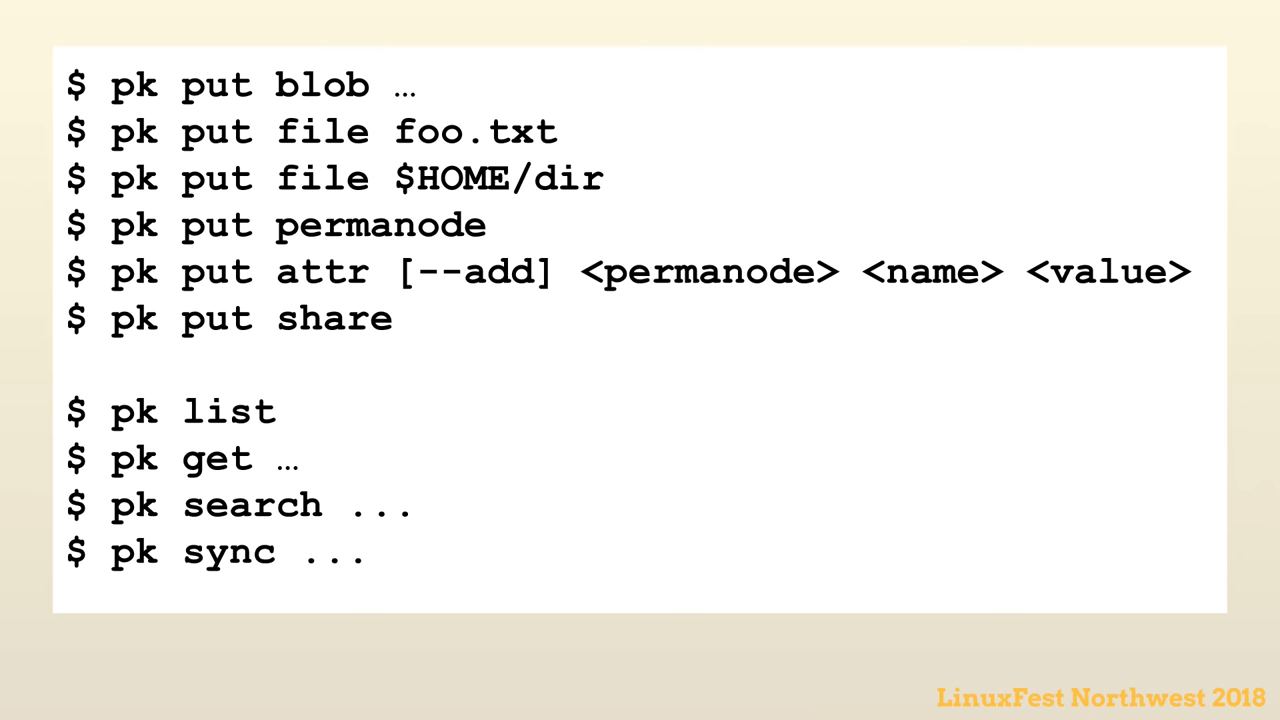 $ pk put blob …
$ pk put file foo.txt
$ pk put file $HOME/dir
$ pk put permanode
$ pk put attr [--add] <permanode> <name> <value>
$ pk put share
$ pk list
$ pk get …
$ pk search ...
$ pk sync ...
LinuxFest Northwest 2018